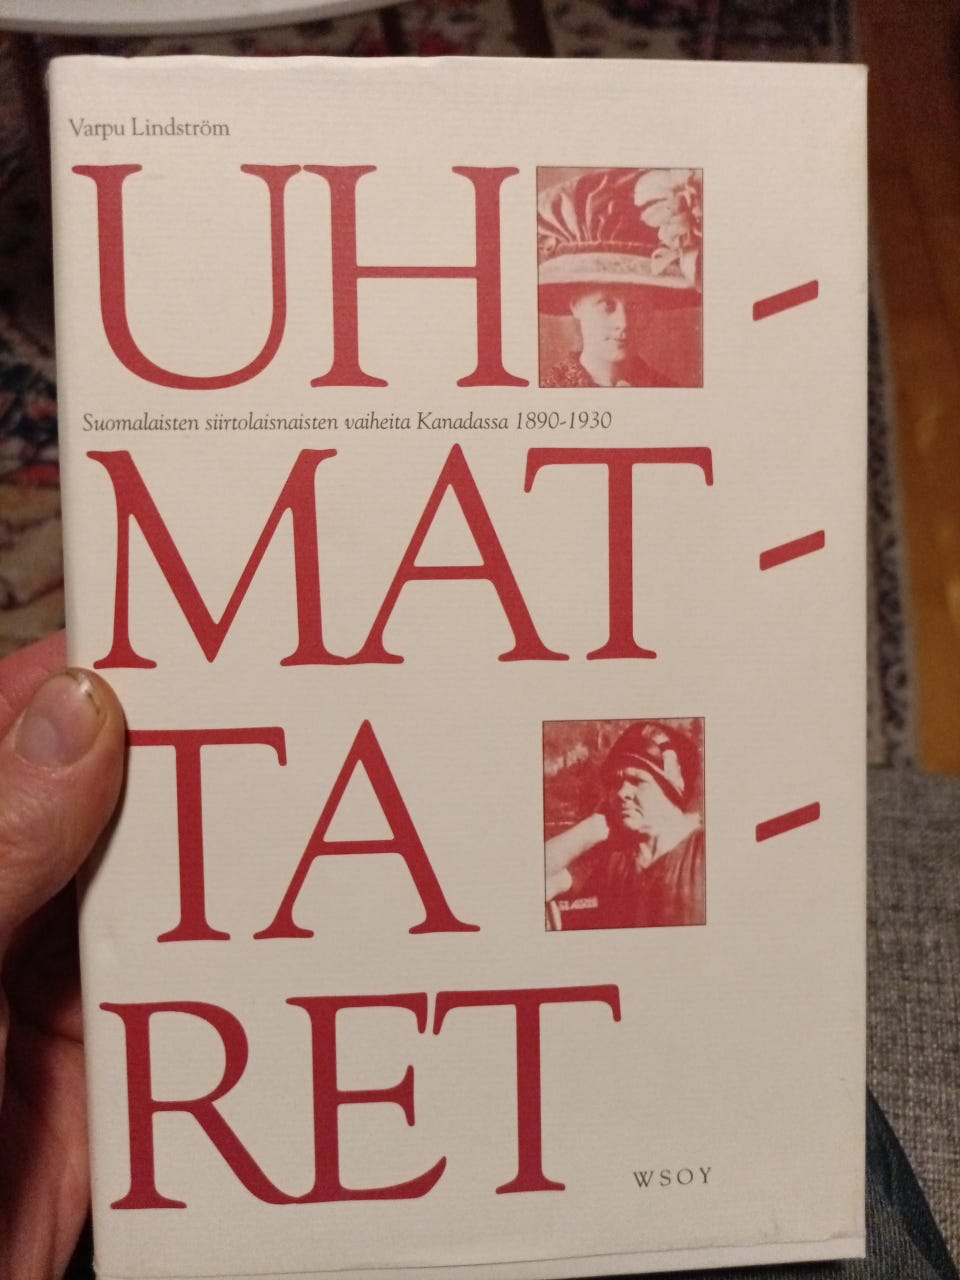 Varpu Lindström
UH -
Suomalaisten siirtolaisnaisten vaiheita Kanadassa 1890-1930
MAT -
TA -
RET
WSOY